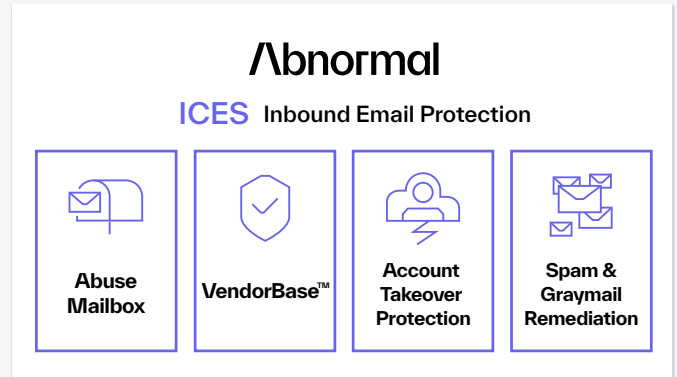 Abnormal
ICES Inbound Email Protection
Abuse
Mailbox
VendorBase™
Account
Takeover
Protection
Spam &
Graymail
Remediation